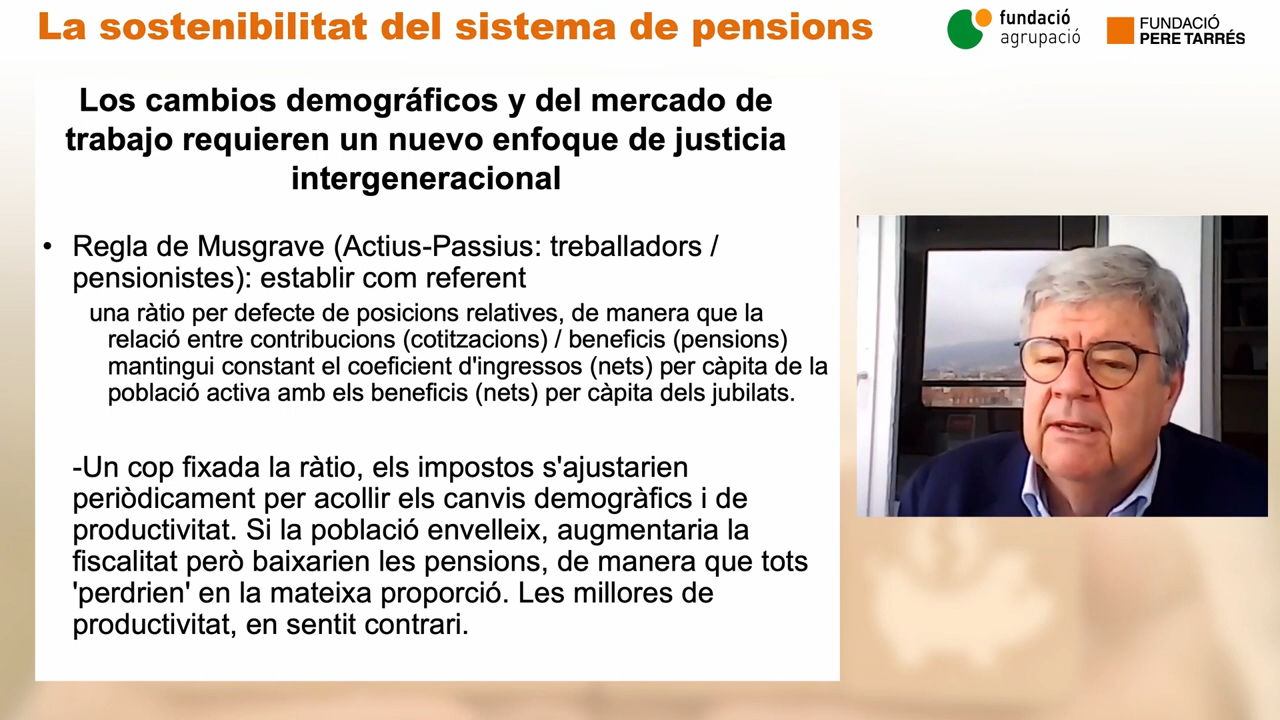 La sostenibilitat del sistema de pensions
fundació
agrupació
FUNDACIÓ
PERE TARRÉS
Los cambios demográficos y del mercado de
trabajo requieren un nuevo enfoque de justicia
intergeneracional
• Regla de Musgrave (Actius-Passius: treballadors /
pensionistes): establir com referent
una ràtio per defecte de posicions relatives, de manera que la
relació entre contribucions (cotitzacions) / beneficis (pensions)
mantingui constant el coeficient d'ingressos (nets) per càpita de la
població activa amb els beneficis (nets) per càpita dels jubilats.
-Un cop fixada la ràtio, els impostos s'ajustarien
periòdicament per acollir els canvis demogràfics i de
productivitat. Si la població envelleix, augmentaria la
fiscalitat però baixarien les pensions, de manera que tots
'perdrien' en la mateixa proporció. Les millores de
productivitat, en sentit contrari.